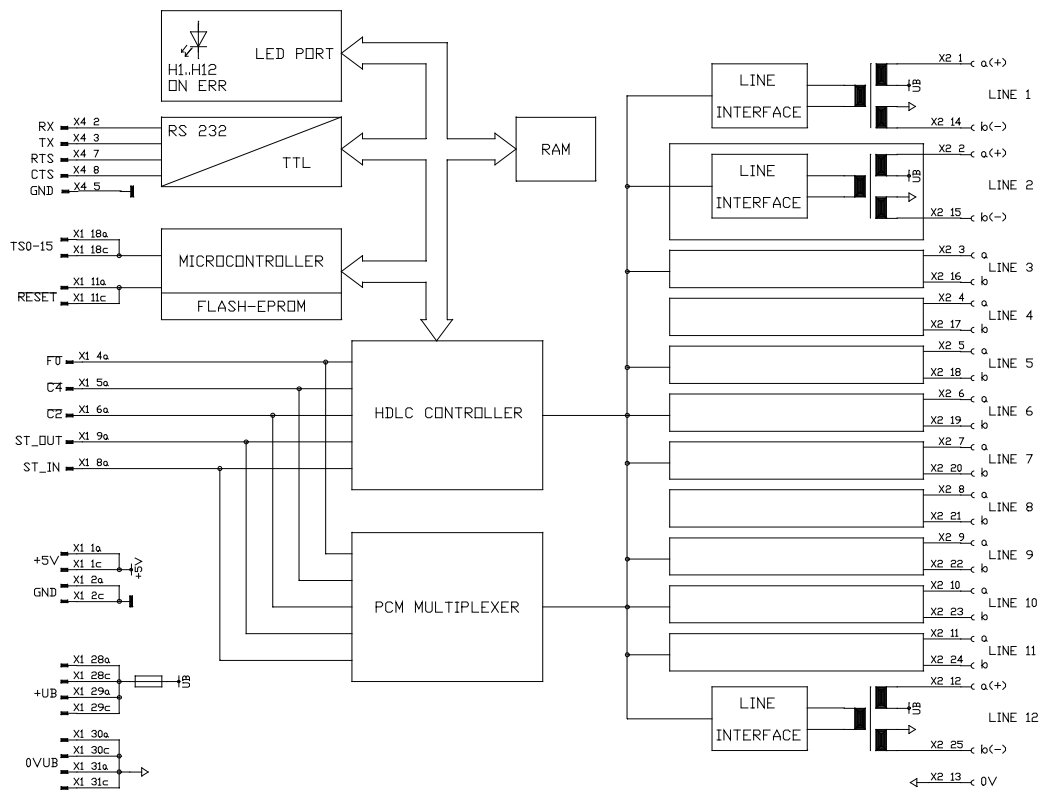 LED PORT
H1..H12
ON ERR
RX X4 2
TX X4 3
RTS X4 7
CTS X4 8
GND X4 5
RS 232
TTL
RAM
TS0-15
X1 18a
X1 18c
RESET
X1 11a
X1 11c
MICROCONTROLLER
FLASH-EPROM
F0 X1 4a
C4 X1 5a
C2 X1 6a
ST_OUT X1 9a
ST_IN X1 8a
HDLC CONTROLLER
PCM MULTIPLEXER
+5V
X1 1a
X1 1c
+5V
GND
X1 2a
X1 2c
+UB
X1 28a
X1 28c
X1 29a
X1 29c
UB
0VUB
X1 30a
X1 30c
X1 31a
X1 31c
LINE
INTERFACE
UB
X2 1 a(+)
LINE 1
X2 14 b(-)
LINE
INTERFACE
UB
X2 2 a(+)
LINE 2
X2 15 b(-)
X2 3 a
LINE 3
X2 16 b
X2 4 a
LINE 4
X2 17 b
X2 5 a
LINE 5
X2 18 b
X2 6 a
LINE 6
X2 19 b
X2 7 a
LINE 7
X2 20 b
X2 8 a
LINE 8
X2 21 b
X2 9 a
LINE 9
X2 22 b
X2 10 a
LINE 10
X2 23 b
X2 11 a
LINE 11
X2 24 b
LINE
INTERFACE
UB
X2 12 a(+)
LINE 12
X2 25 b(-)
X2 13 0V